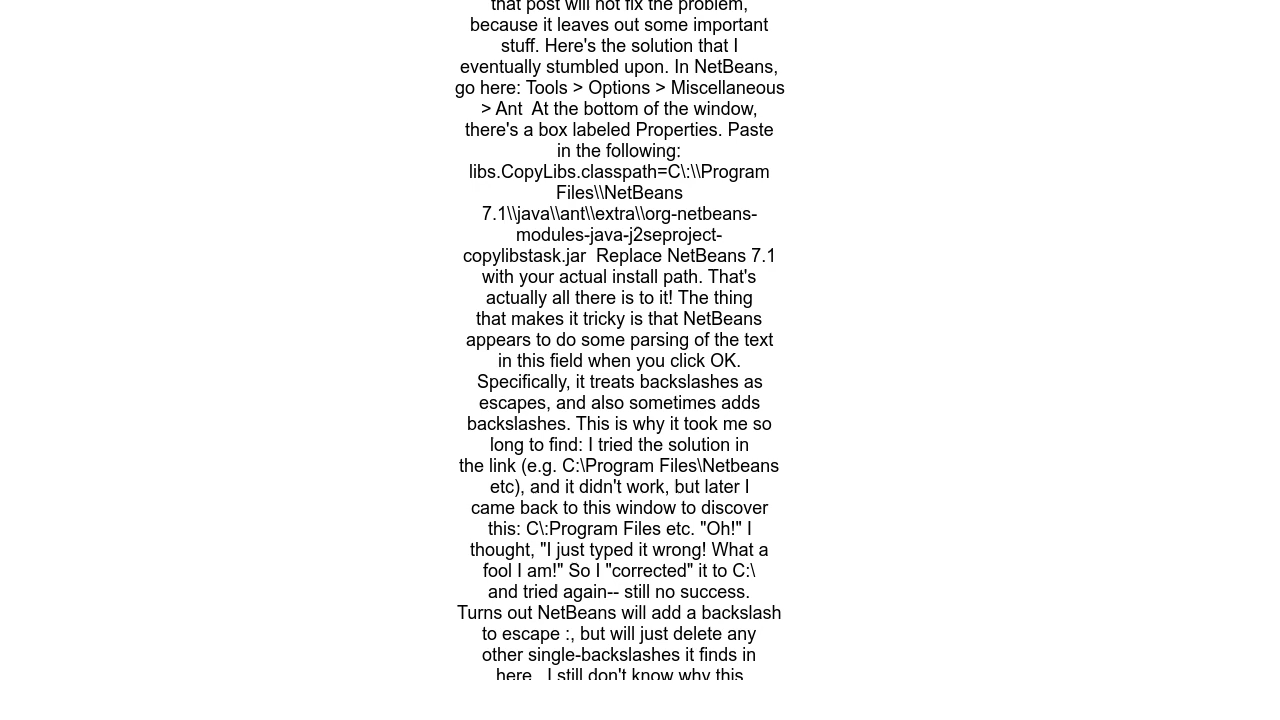 that post will not fix the problem,
because it leaves out some important
stuff. Here's the solution that I
eventually stumbled upon. In NetBeans,
go here: Tools > Options > Miscellaneous
> Ant  At the bottom of the window,
there's a box labeled Properties. Paste
in the following:
libs.CopyLibs.classpath=C\:\\Program
Files\\NetBeans
7.1\\java\\ant\\extra\\org-netbeans-
modules-java-j2seproject-
copylibstask.jar  Replace NetBeans 7.1
with your actual install path. That's
actually all there is to it! The thing
that makes it tricky is that NetBeans
appears to do some parsing of the text
in this field when you click OK.
Specifically, it treats backslashes as
escapes, and also sometimes adds
backslashes. This is why it took me so
long to find: I tried the solution in
the link (e.g. C:\Program Files\Netbeans
etc), and it didn't work, but later I
came back to this window to discover
this: C\:Program Files etc. "Oh!" I
thought, "I just typed it wrong! What a
fool I am!" So I "corrected" it to C:\
and tried again-- still no success.
Turns out NetBeans will add a backslash
to escape :, but will just delete any
other single-backslashes it finds in
here.  I still don't know why this